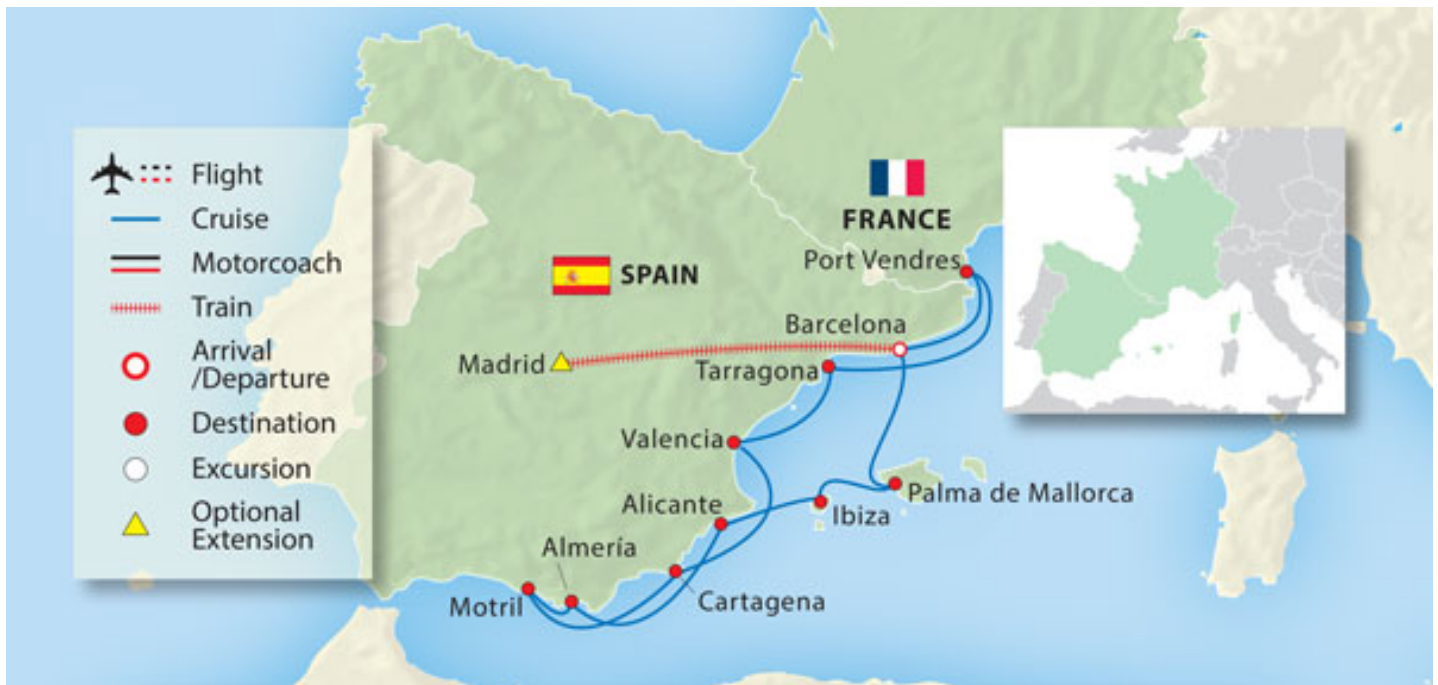 Flight
Cruise
Motorcoach
Train
Arrival
/Departure
Destination
Excursion
Optional
Extension
FRANCE
Port Vendres
SPAIN
Barcelona
Madrid
Tarragona
Valencia
Palma de Mallorca
Alicante
Ibiza
Almería
Motril
Cartagena